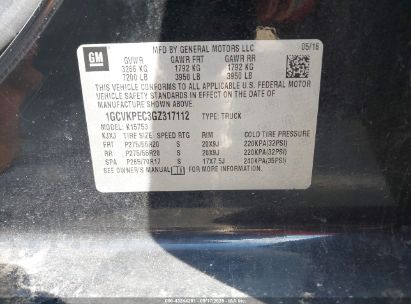 GM
MFD BY GENERAL MOTORS LLC 05/16
GVWR GAWR FRT GAWR RR
3266 KG 1792 KG 1792 KG
7200 LB 3950 LB 3950 LB
THIS VEHICLE CONFORMS TO ALL APPLICABLE U.S. FEDERAL MOTOR
VEHICLE SAFETY STANDARDS IN EFFECT ON THE DATE OF
MANUFACTURE SHOWN ABOVE.
1GCVKPEC3GZ317112 TYPE: TRUCK
MODEL: K15753
TIRE SIZE SPEED RTG RIM COLD TIRE PRESSURE
FRT P275/55R20 S 20X9J 220KPA(32PSI)
RR P275/55R20 S 20X9J 220KPA(32PSI)
SPA P265/70R17 S 17X7.5J 240KPA(35PSI)
SEE OWNER'S MANUAL FOR ADDITIONAL INFORMATION.